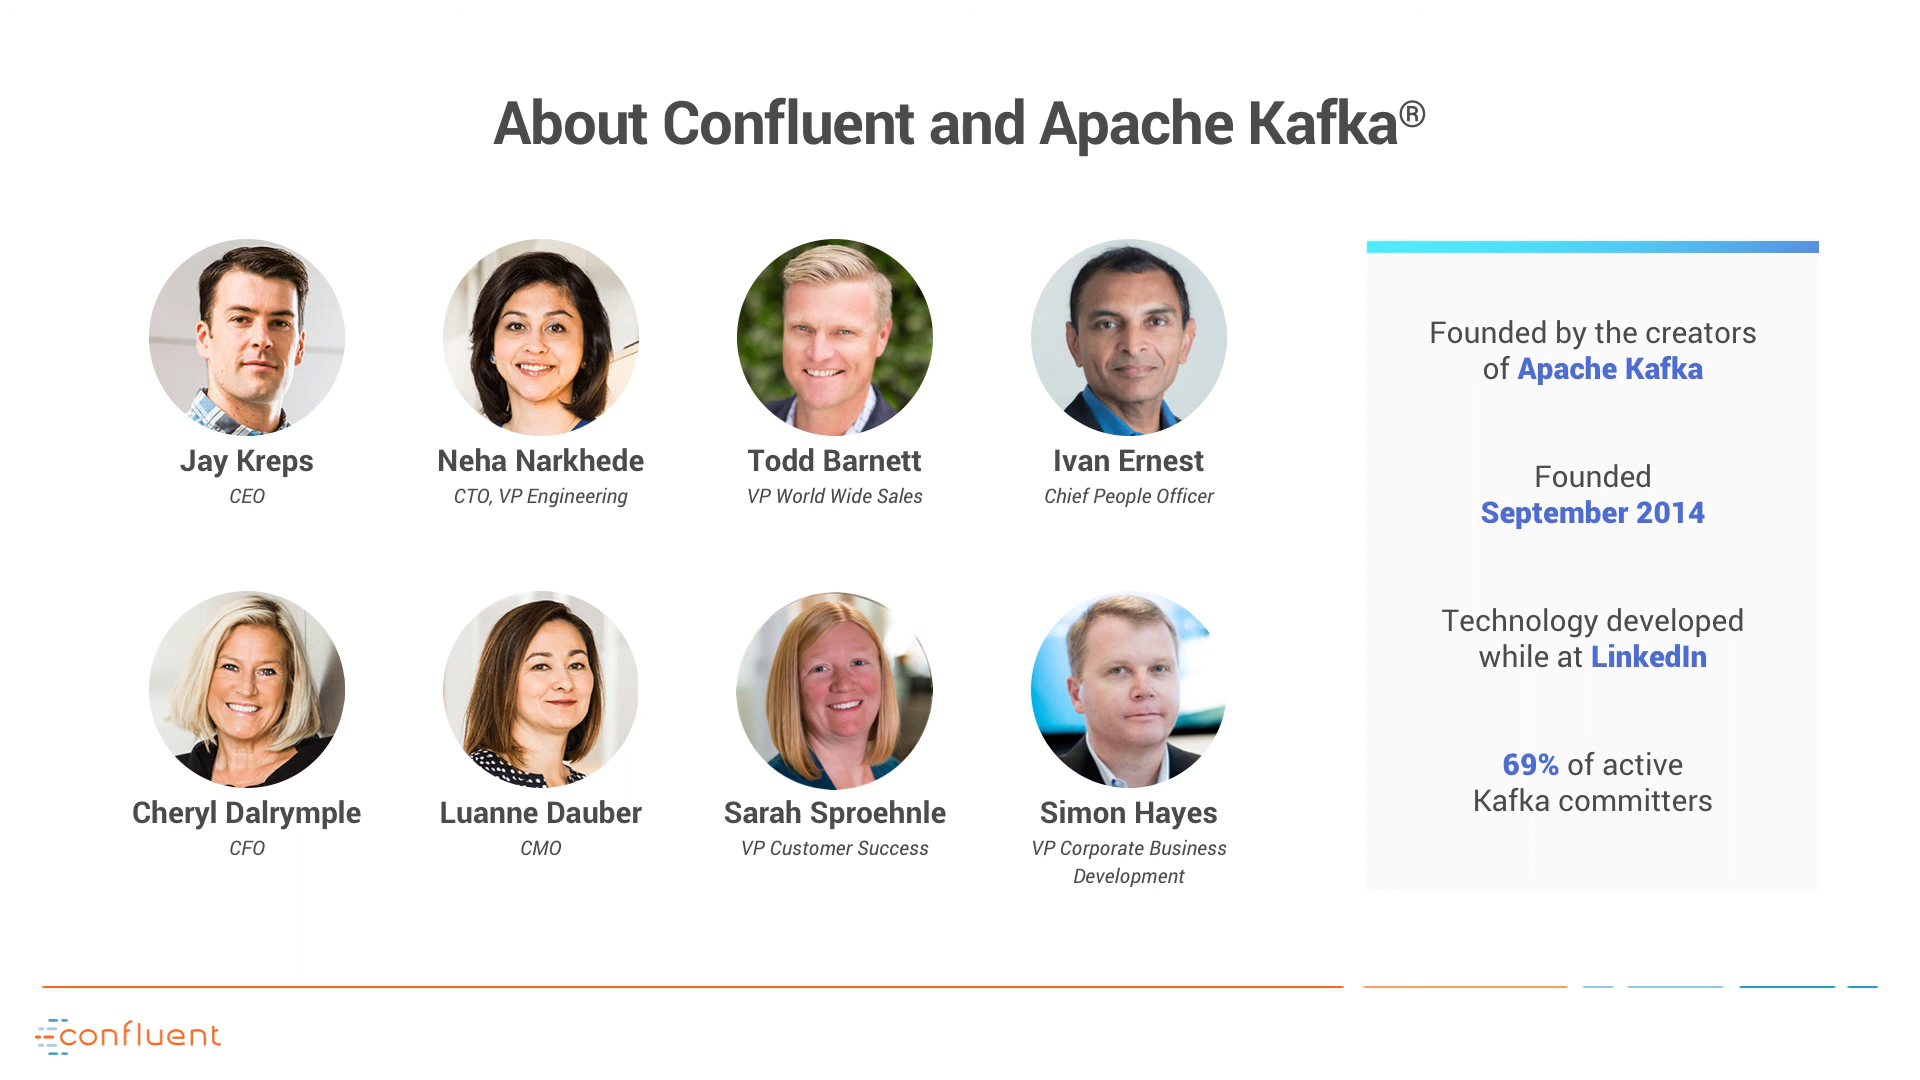 About Confluent and Apache Kafka®
Jay Kreps
CEO
Neha Narkhede
CTO, VP Engineering
Todd Barnett
VP World Wide Sales
Ivan Ernest
Chief People Officer
Cheryl Dalrymple
CFO
Luanne Dauber
CMO
Sarah Sproehnle
VP Customer Success
Simon Hayes
VP Corporate Business
Development
Founded by the creators
of Apache Kafka
Founded
September 2014
Technology developed
while at LinkedIn
69% of active
Kafka committers
confluent